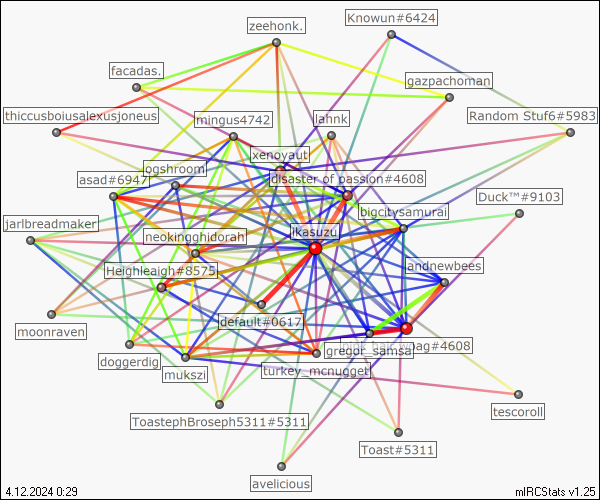 Knowun#6424
zeehonk.
facadas.
gazpachoman
thiccusboiusalexusjoneus
mingus4742
lahnk
Random Stuf6#5983
xenoyaut
ogshroom
asad#6947
disaster of passion#4608
Duck™#9103
bigcitysamurai
jarlbreadmaker
ikasuzu
neokingghidorah
Heighleaigh#8575
landnewbees
default#0617
moonraven
gregor_samsa
ag#4608
doggerdig
mukszi
turkey_mcnugget
tescoroll
ToastephBroseph5311#5311
Toast#5311
avelicious
4.12.2024 0:29
mIRCStats v1.25